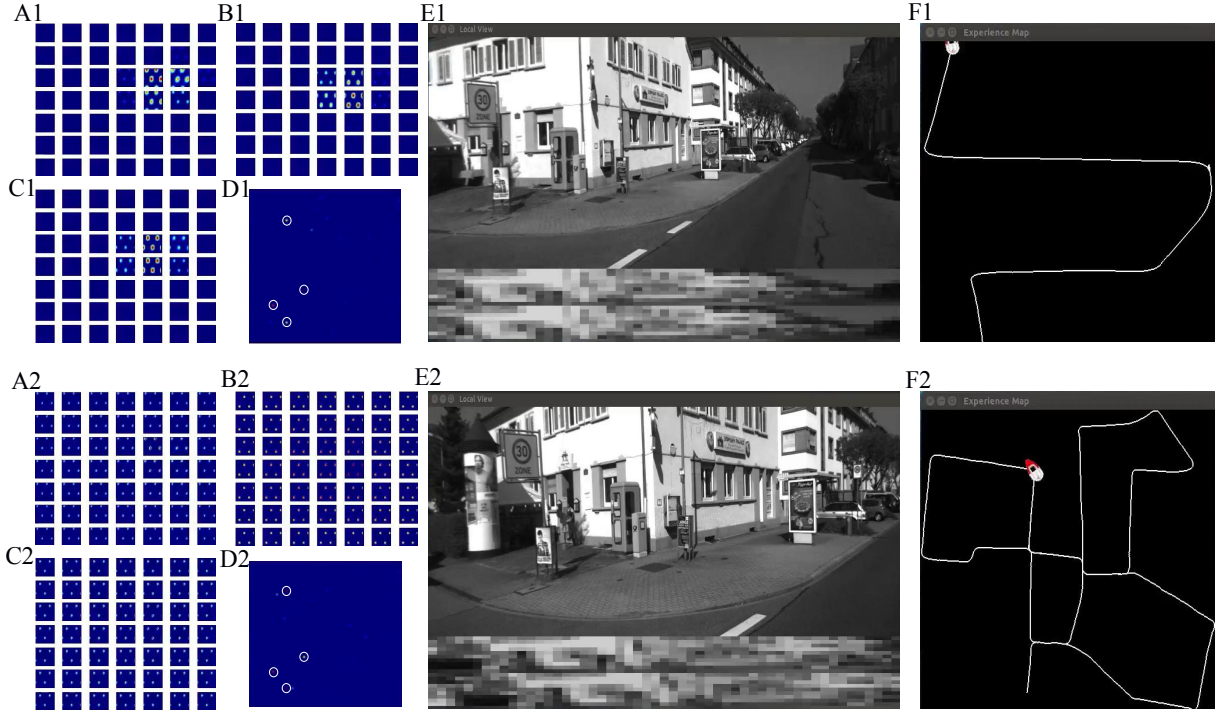 A1
B1
E1
F1
Local View
Experience Map
30
ZONE
C1
D1
A2
B2
E2
F2
Local View
Experience Map
30
ZONE
C2
D2